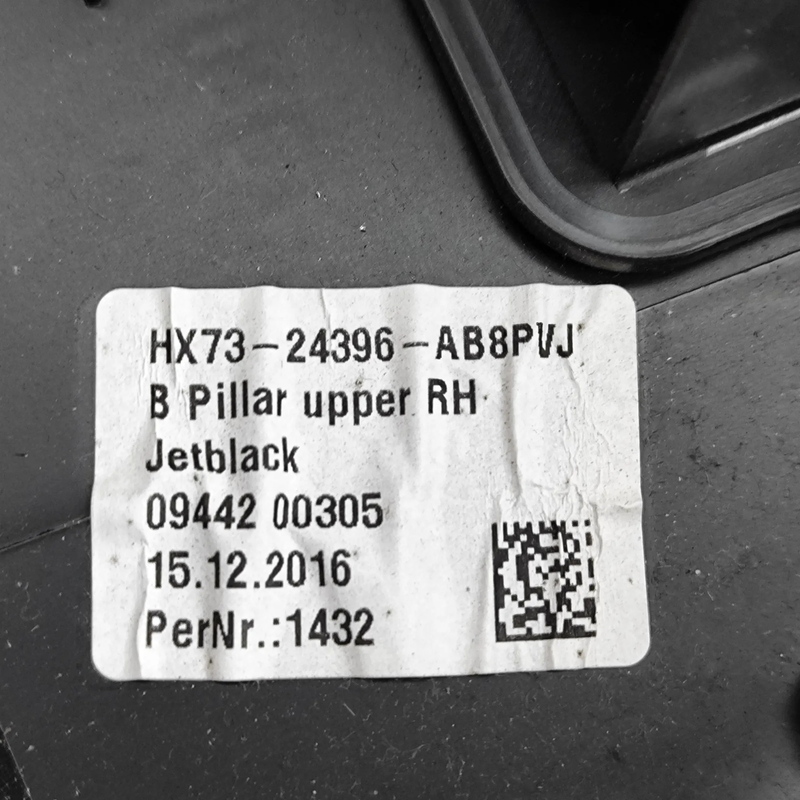 HX73-24396-AB8PVJ
B Pillar upper RH
Jetblack
09442 00305
15.12.2016
PerNr.:1432